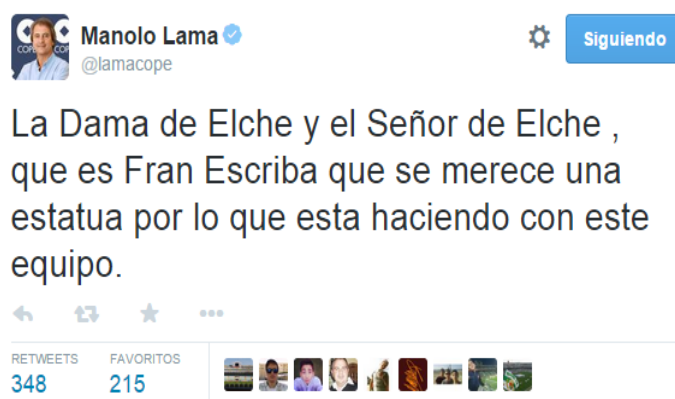 Manolo Lama
@lamacope
Siguiendo
La Dama de Elche y el Señor de Elche ,
que es Fran Escriba que se merece una
estatua por lo que esta haciendo con este
equipo.
RETWEETS FAVORITOS
348 215